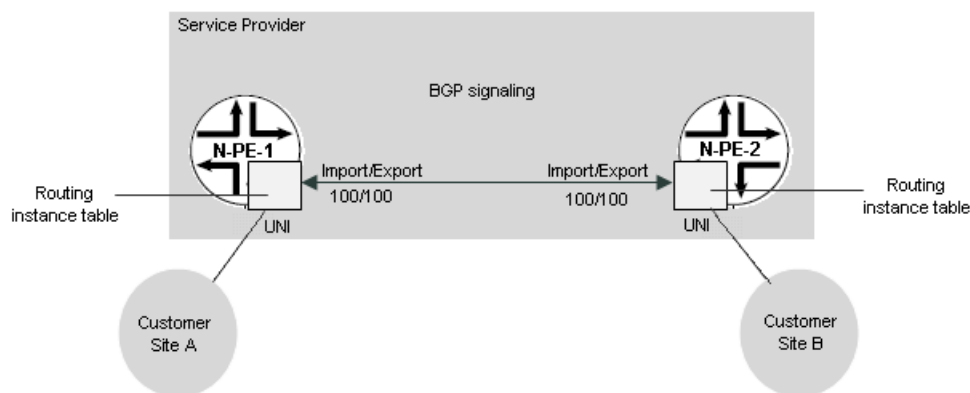 Service Provider
BGP signaling
N-PE-1
N-PE-2
Import/Export
100/100
Import/Export
100/100
Routing
instance table
Routing
instance table
UNI
UNI
Customer
Site A
Customer
Site B